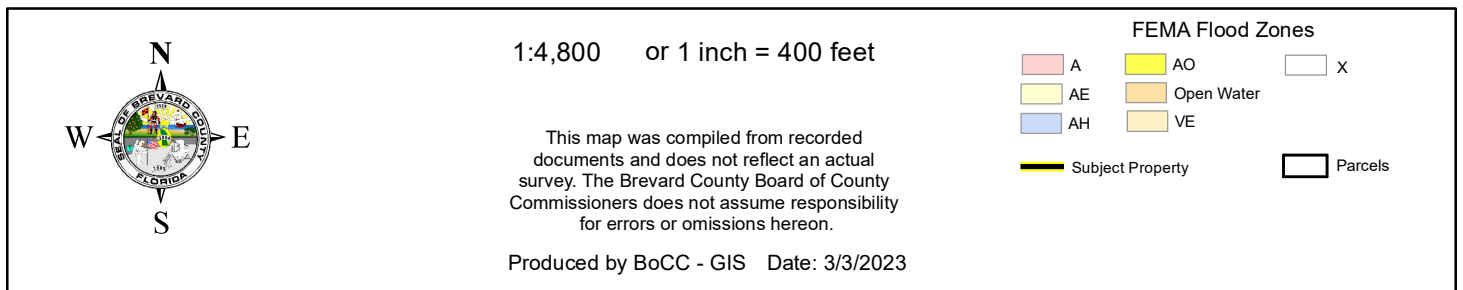 N
W
E
S
SEAL OF BREVARD COUNTY
FLORIDA
1:4,800 or 1 inch = 400 feet
This map was compiled from recorded
documents and does not reflect an actual
survey. The Brevard County Board of County
Commissioners does not assume responsibility
for errors or omissions hereon.
Produced by BoCC - GIS Date: 3/3/2023
FEMA Flood Zones
A
AO
X
AE
Open Water
AH
VE
Subject Property
Parcels